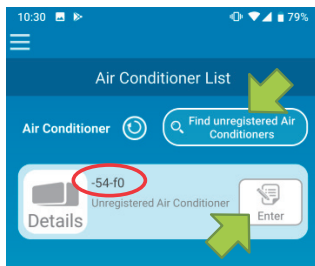 10:30 79%
Air Conditioner List
Air Conditioner
Find unregistered Air
Conditioners
-54-f0
Unregistered Air Conditioner
Details
Enter